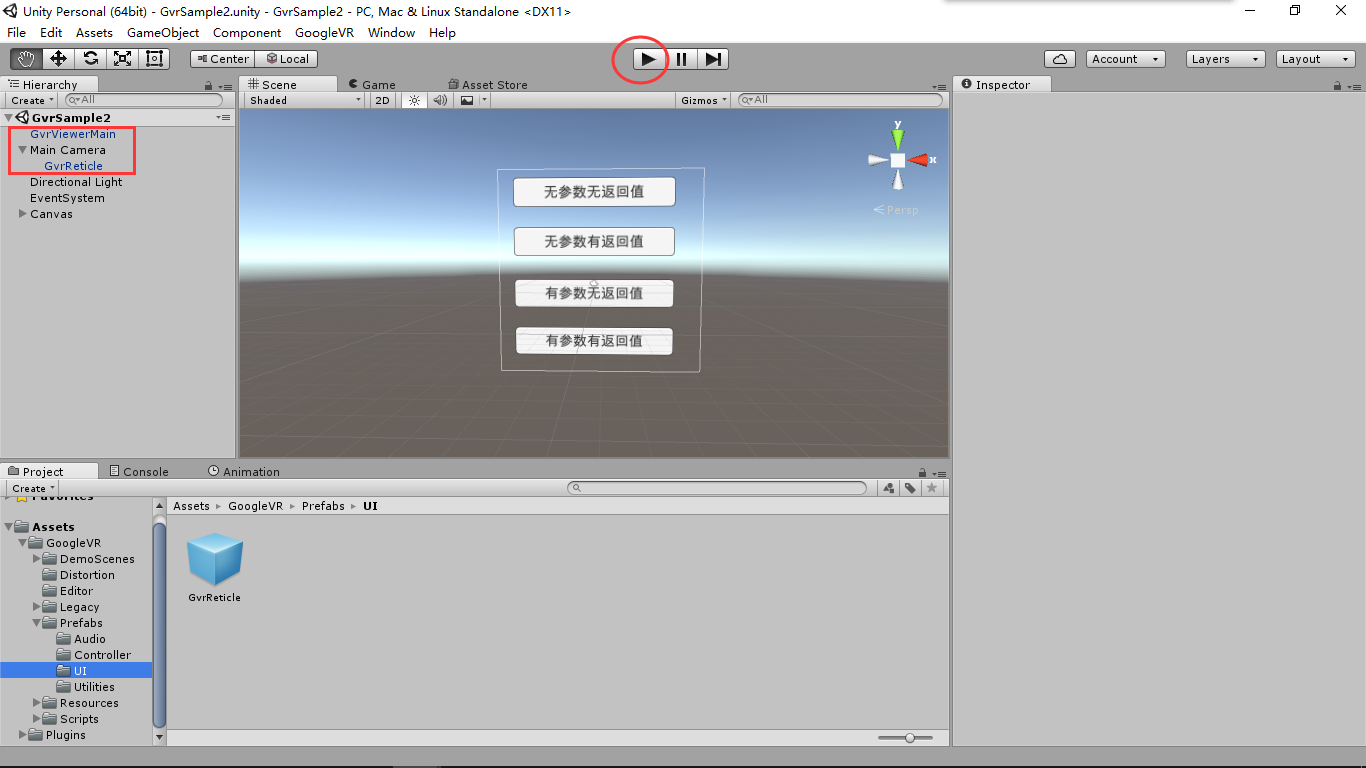 Unity Personal (64bit) - GvrSample2.unity - GvrSample2 - PC, Mac & Linux Standalone <DX11>
File Edit Assets GameObject Component GoogleVR Window Help
Center Local Account Layers Layout
Hierarchy
Create All
GvrSample2
GvrViewerMain
Main Camera
GvrReticle
Directional Light
EventSystem
Canvas
Scene Game Asset Store
Shaded 2D Gizmos All
y
x
Persp
无参数无返回值
无参数有返回值
有参数无返回值
有参数有返回值
Inspector
Project Console Animation
Create
Favorites
Assets
GoogleVR
DemoScenes
Distortion
Editor
Legacy
Prefabs
Audio
Controller
UI
Utilities
Resources
Scripts
Plugins
Assets GoogleVR Prefabs UI
GvrReticle